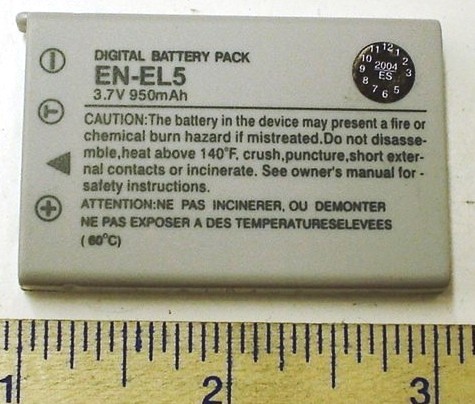 DIGITAL BATTERY PACK
EN-EL5
3.7V 950mAh
11 12 1
10 2004 2
9 ES 3
8 7 6 5
T
CAUTION:The battery in the device may present a fire or
chemical burn hazard if mistreated.Do not disasse-
mble,heat above 140°F, crush,puncture,short exter-
nal contacts or incinerate. See owner's manual for -
safety instructions.
ATTENTION:NE PAS INCINERER, OU DEMONTER
NE PAS EXPOSER A DES TEMPERATURESELEVEES
( 60°C)
1 2 3